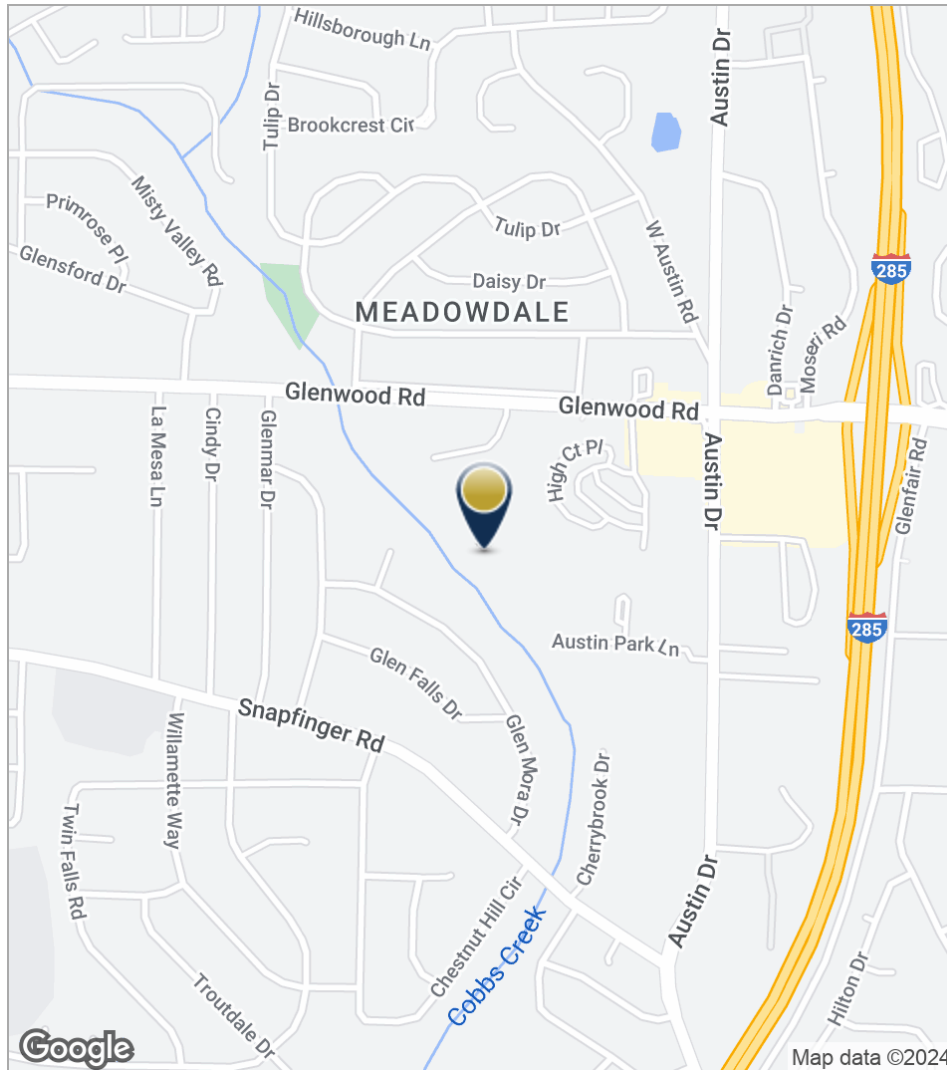 Hillsborough Ln
Austin Dr
Tulip Dr
Brookcrest Cir
Misty Valley Rd
Primrose Pl
Tulip Dr
W Austin Rd
Glensford Dr
Daisy Dr
285
MEADOWDALE
Danrich Dr
Moseri Rd
Glenwood Rd
Glenwood Rd
La Mesa Ln
Cindy Dr
Glenmar Dr
High Ct Pl
Austin Dr
Glenfair Rd
285
Austin Park Ln
Glen Falls Dr
Snapfinger Rd
Glen Mora Dr
Willamette Way
Cherrybrook Dr
Twin Falls Rd
Austin Dr
Chestnut Hill Cir
Cobbs Creek
Troutdale Dr
Hilton Dr
Google
Map data ©2024